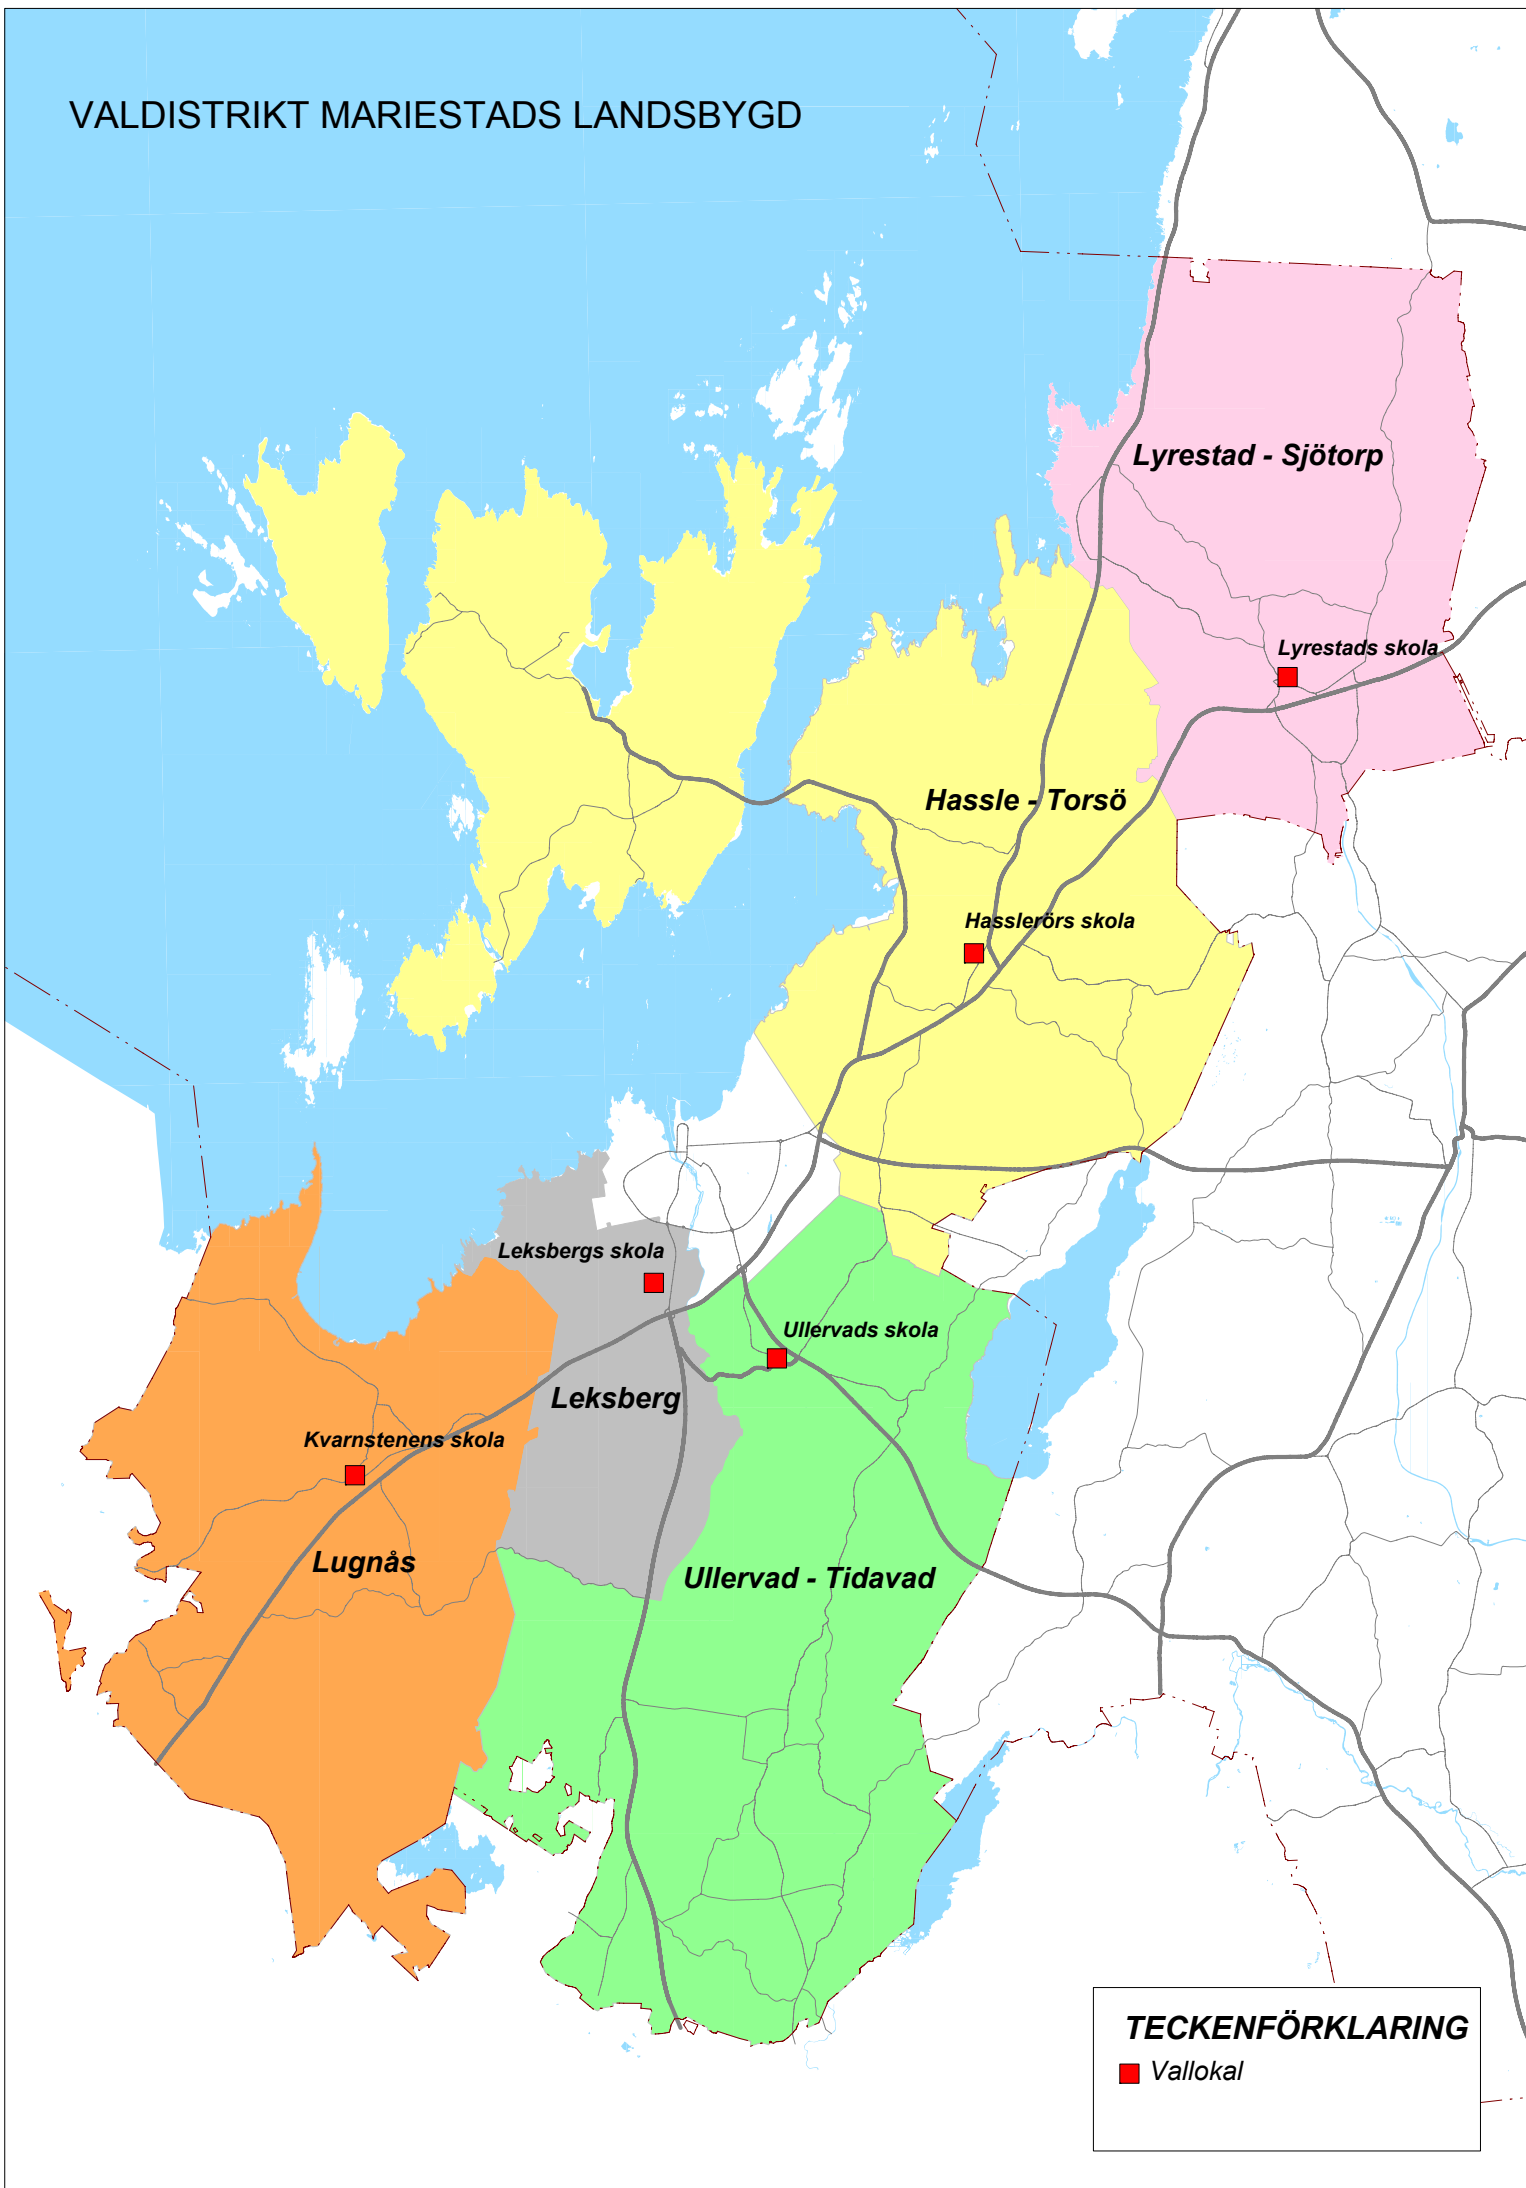 VALDISTRIKT MARIESTADS LANDSBYGD
Lyrestad - Sjötorp
Lyrestads skola
Hassle - Torsö
Hasslerörs skola
Leksbergs skola
Ullervads skola
Leksberg
Kvarnstenens skola
Lugnås
Ullervad - Tidavad
TECKENFÖRKLARING
Vallokal